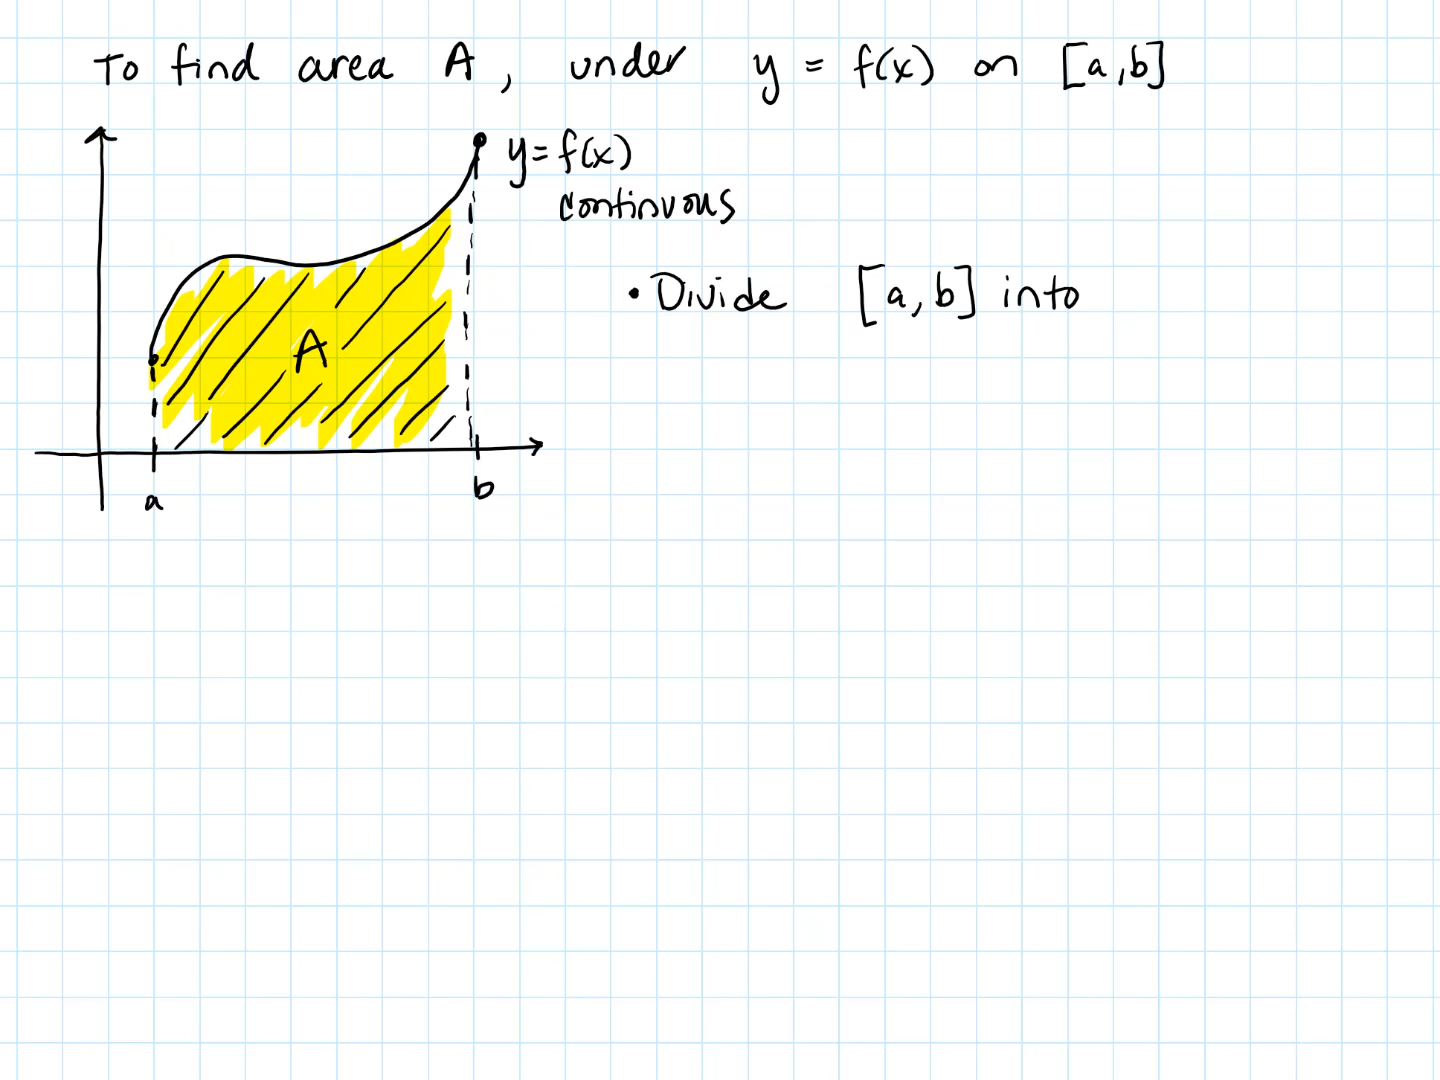 To find area A, under y = f(x) on [a,b]
y = f(x)
continuous
• Divide [a,b] into
A
a
b